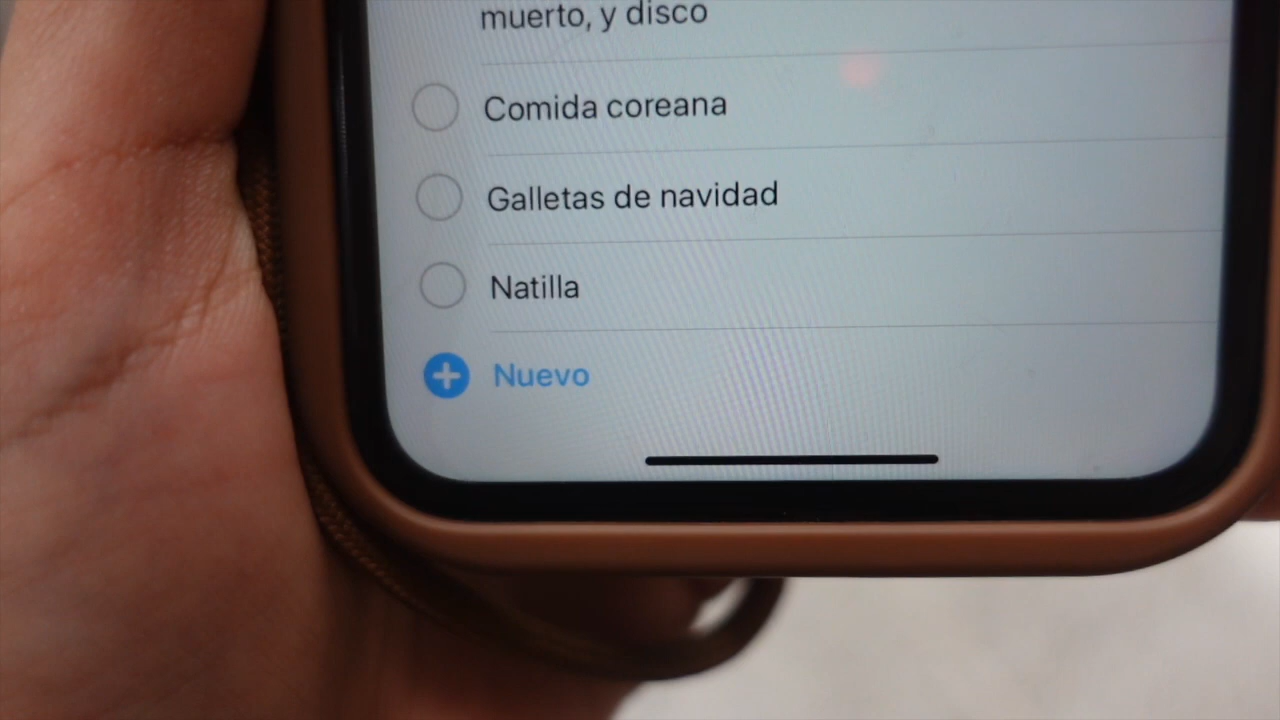 muerto, y disco
Comida coreana
Galletas de navidad
Natilla
Nuevo